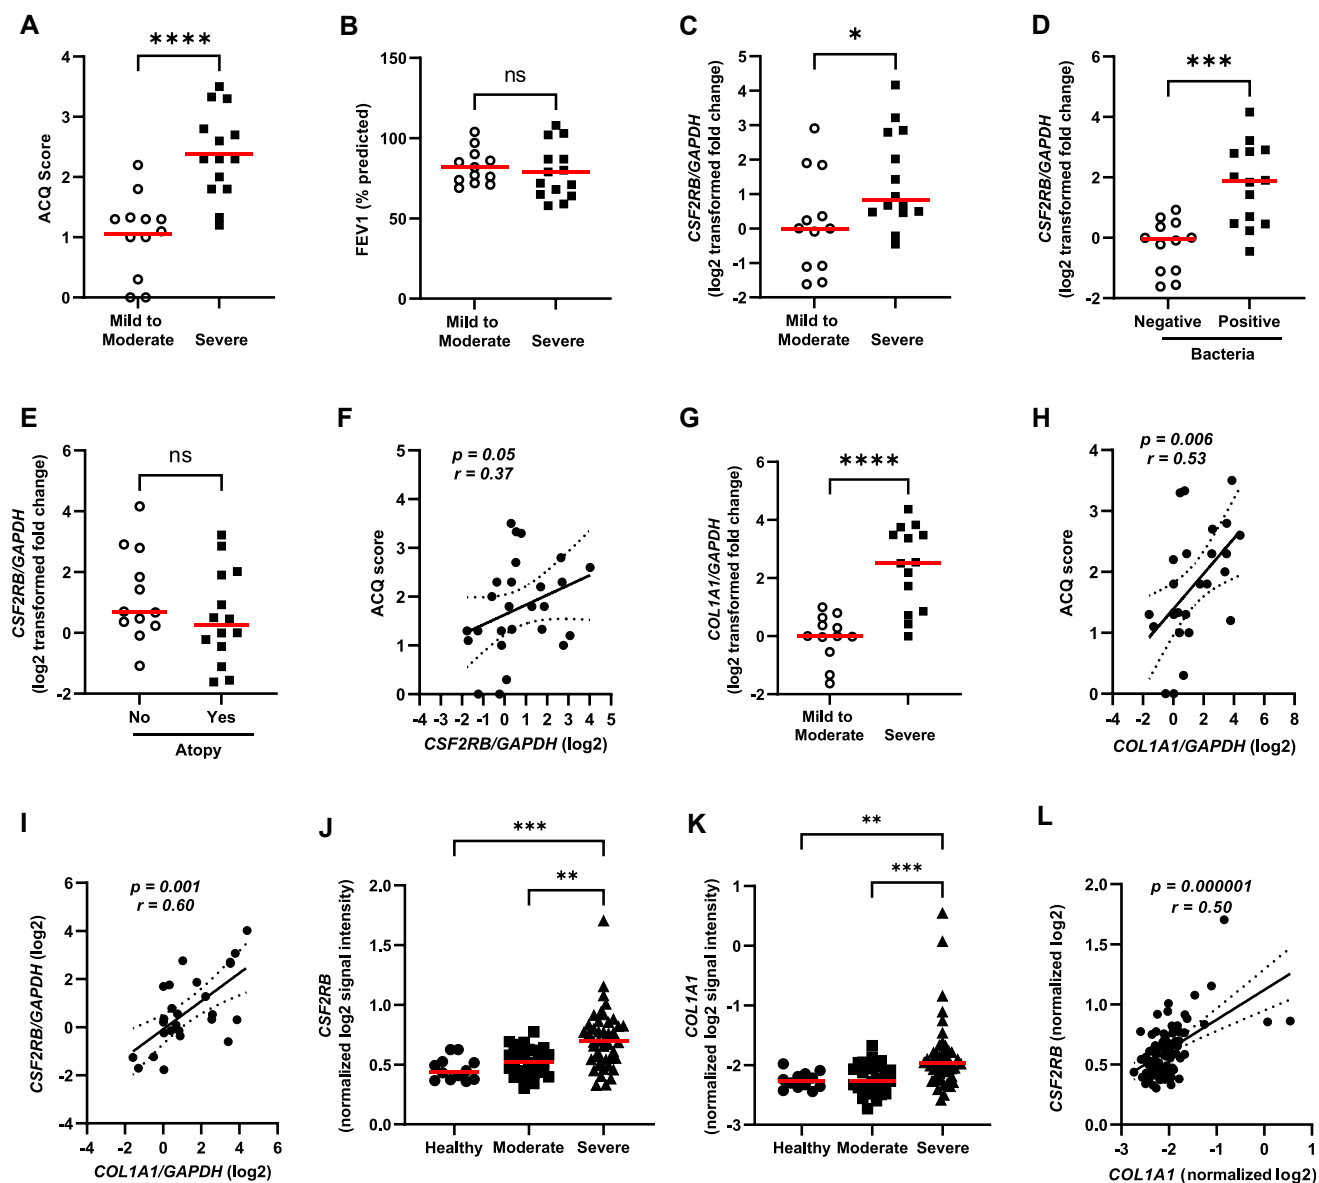 A
****
ACQ Score
4
3
2
1
0
Mild to
Moderate
Severe
B
ns
FEV1 (% predicted)
150
100
50
0
Mild to
Moderate
Severe
C
*
CSF2RB/GAPDH
(log2 transformed fold change)
5
4
3
2
1
0
-1
-2
Mild to
Moderate
Severe
D
***
CSF2RB/GAPDH
(log2 transformed fold change)
6
4
2
0
-2
Negative
Positive
Bacteria
E
ns
CSF2RB/GAPDH
(log2 transformed fold change)
6
4
2
0
-2
No
Yes
Atopy
F
p = 0.05
r = 0.37
ACQ score
5
4
3
2
1
0
-4 -3 -2 -1 0 1 2 3 4 5
CSF2RB/GAPDH (log2)
G
****
COL1A1/GAPDH
(log2 transformed fold change)
6
4
2
0
-2
Mild to
Moderate
Severe
H
p = 0.006
r = 0.53
ACQ score
4
3
2
1
0
-4 -2 0 2 4 6 8
COL1A1/GAPDH (log2)
I
p = 0.001
r = 0.60
CSF2RB/GAPDH (log2)
6
4
2
0
-2
-4
-2 0 2 4 6
COL1A1/GAPDH (log2)
J
***
**
CSF2RB
(normalized log2 signal intensity)
2.0
1.5
1.0
0.5
0.0
Healthy Moderate Severe
K
**
***
COL1A1
(normalized log2 signal intensity)
1
0
-1
-2
-3
Healthy Moderate Severe
L
p = 0.000001
r = 0.50
CSF2RB (normalized log2)
2.0
1.5
1.0
0.5
0.0
-3 -2 -1 0 1
COL1A1 (normalized log2)